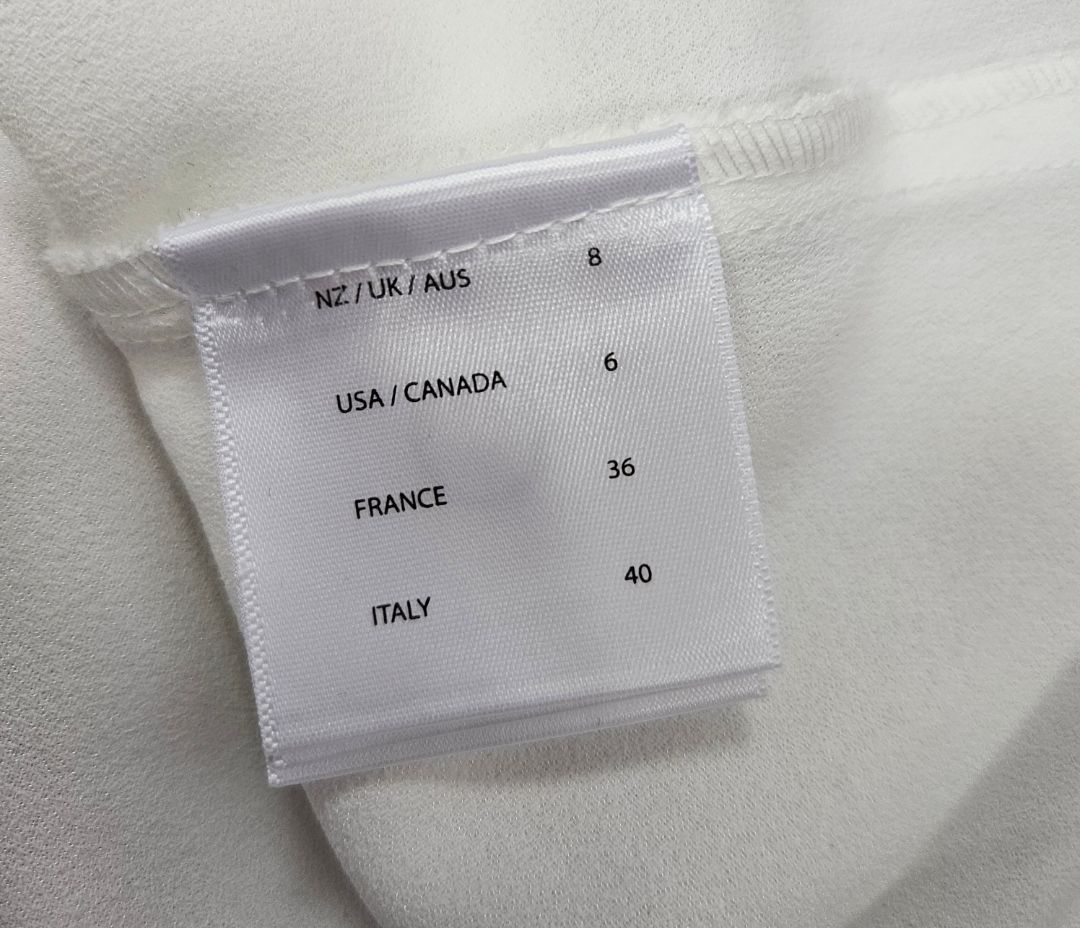 NZ / UK / AUS 8
USA / CANADA 6
FRANCE 36
ITALY 40